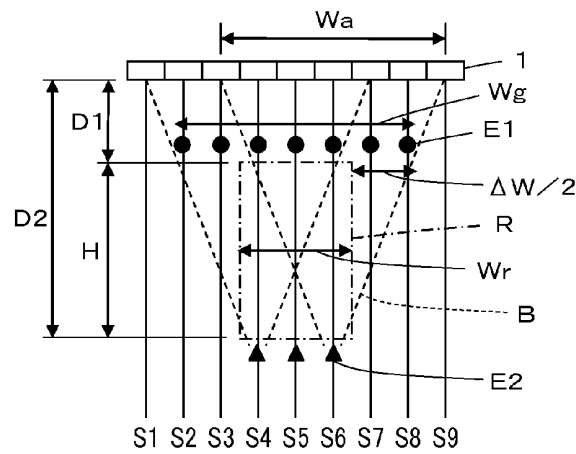 Wa
1
Wg
D1
E1
ΔW/2
D2
H
R
Wr
B
E2
S1 S2 S3 S4 S5 S6 S7 S8 S9